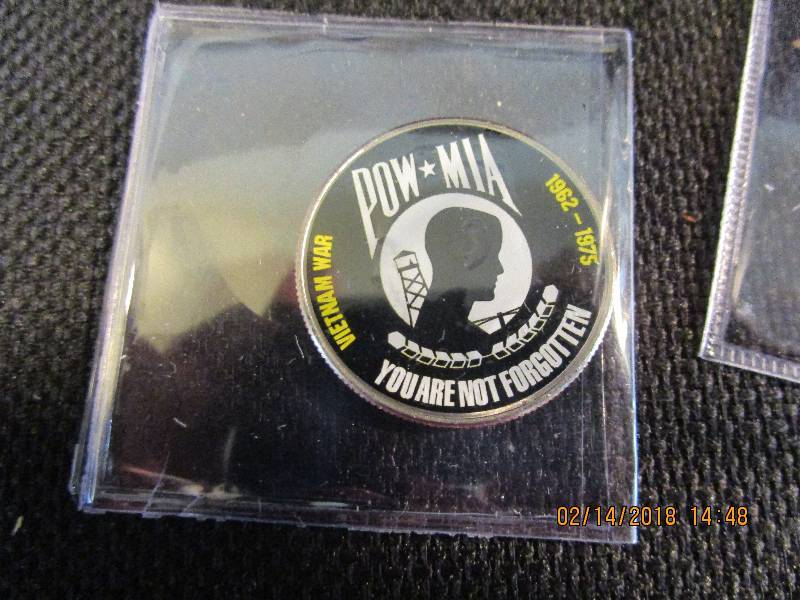 POW★MIA
VIETNAM WAR
1962 – 1975
YOU ARE NOT FORGOTTEN
02/14/2018 14:48